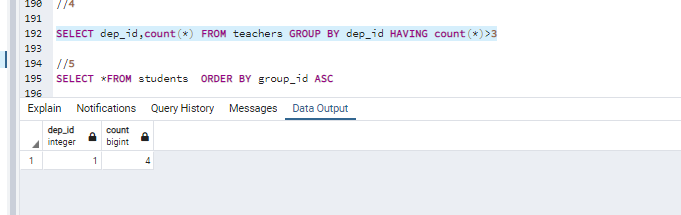 190 //4
191
192 SELECT dep_id,count(*) FROM teachers GROUP BY dep_id HAVING count(*)>3
193
194 //5
195 SELECT *FROM students  ORDER BY group_id ASC
196
Explain Notifications Query History Messages Data Output
dep_id count
integer bigint
1 1 4